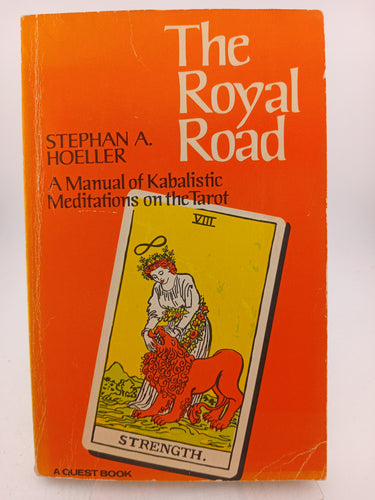 The
Royal
Road
STEPHAN A.
HOELLER
A Manual of Kabalistic
Meditations on the Tarot
VIII
STRENGTH.
A QUEST BOOK